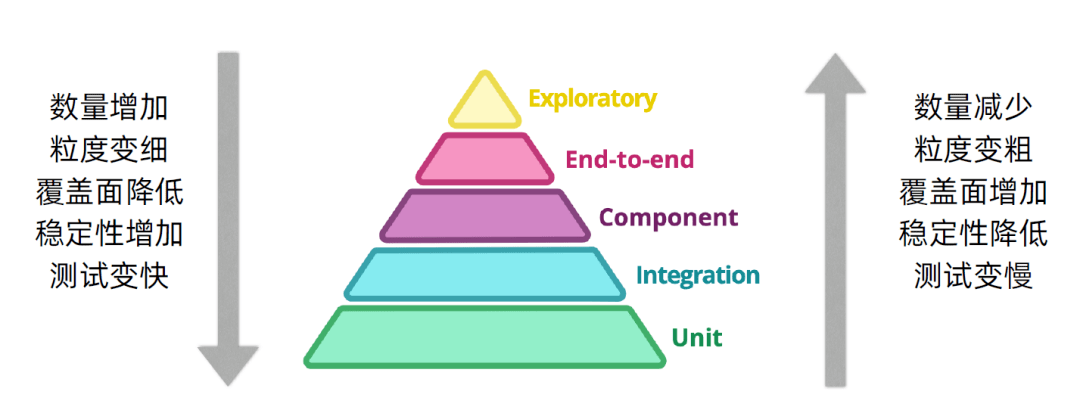 数量增加
粒度变细
覆盖面降低
稳定性增加
测试变快
Exploratory
End-to-end
Component
Integration
Unit
数量减少
粒度变粗
覆盖面增加
稳定性降低
测试变慢